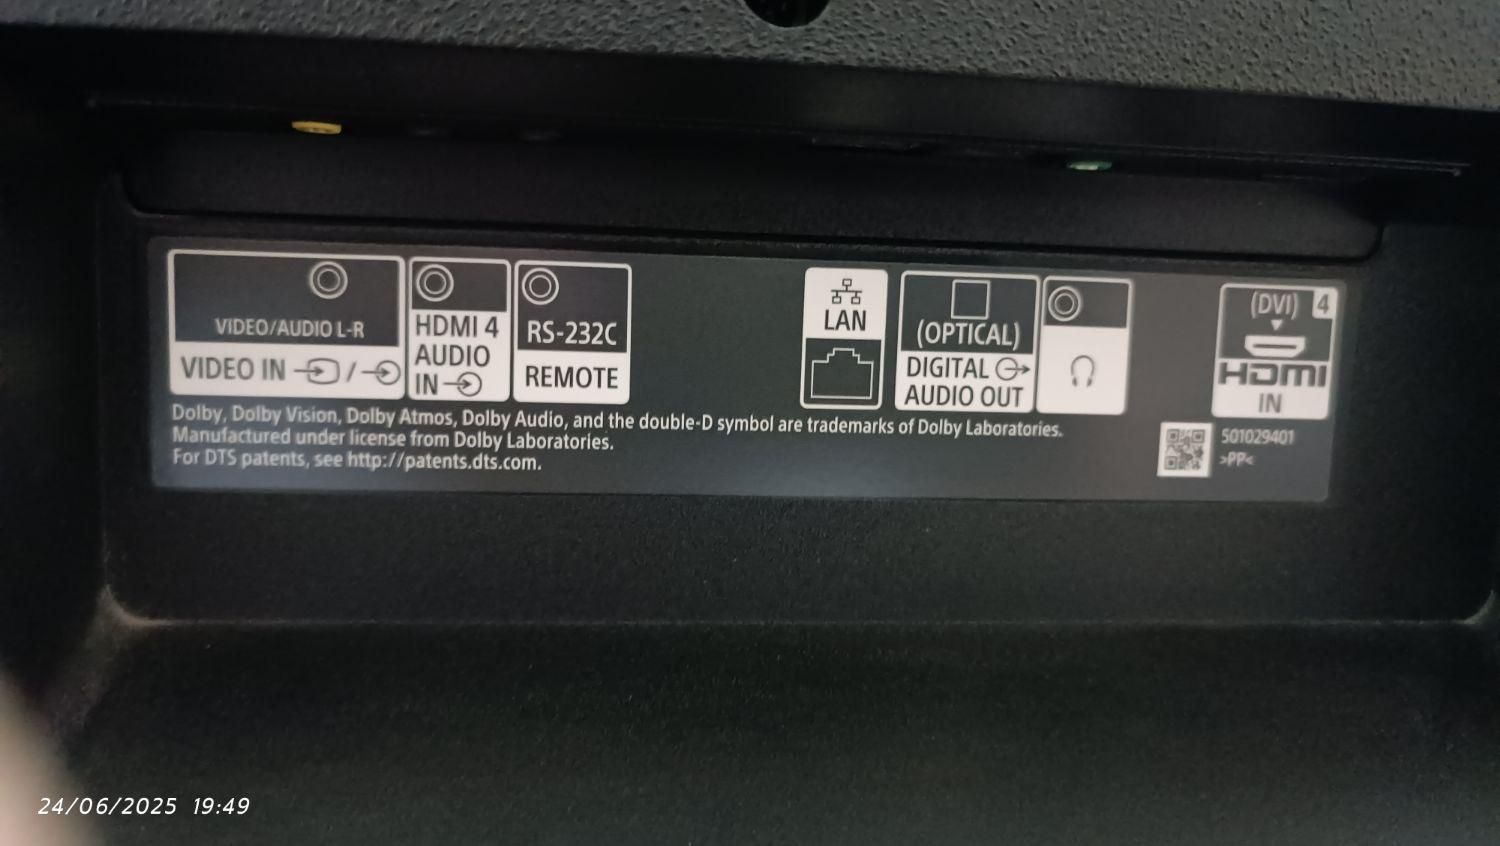 VIDEO/AUDIO L-R
VIDEO IN /
HDMI 4
AUDIO
IN
RS-232C
REMOTE
LAN
(OPTICAL)
DIGITAL
AUDIO OUT
(DVI) 4
HDMI
IN
Dolby, Dolby Vision, Dolby Atmos, Dolby Audio, and the double-D symbol are trademarks of Dolby Laboratories.
Manufactured under license from Dolby Laboratories.
For DTS patents, see http://patents.dts.com.
501029401
>PP<
24/06/2025 19:49